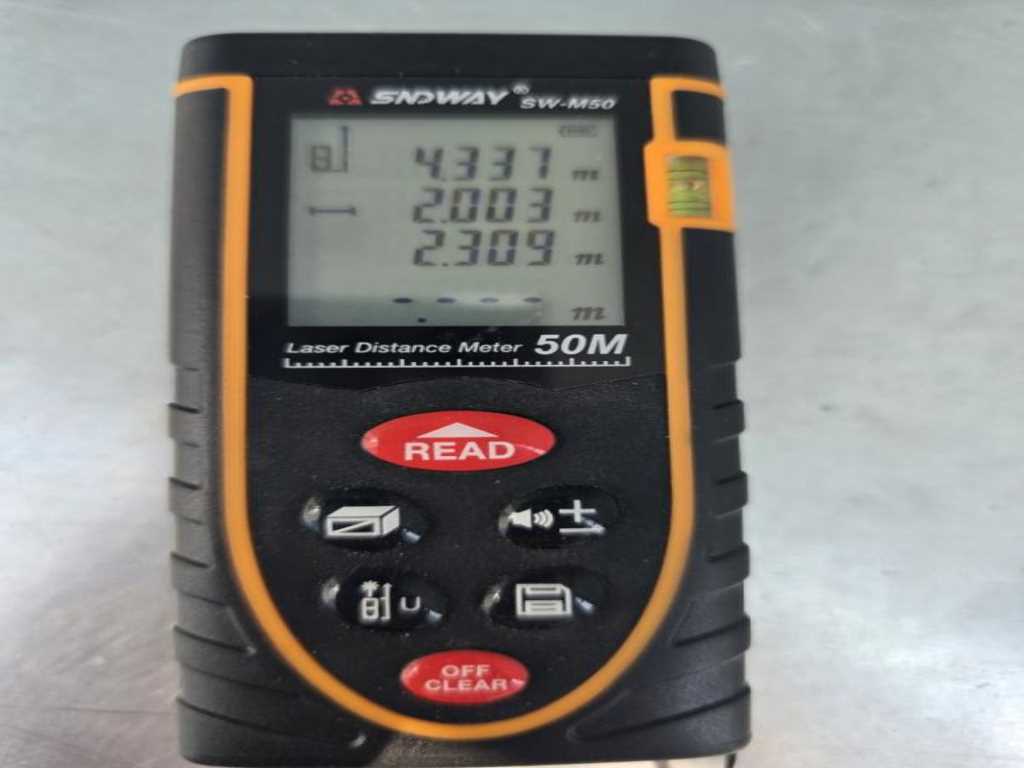 SNDWAY®
SW-M50
4.337 m
2.003 m
2.309 m
- - - - m
Laser Distance Meter 50M
READ
U
OFF
CLEAR